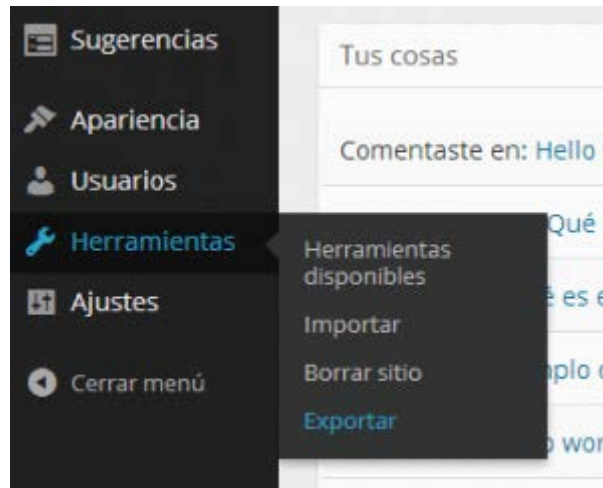 Sugerencias
Apariencia
Usuarios
Herramientas
Ajustes
Cerrar menú
Herramientas
disponibles
Importar
Borrar sitio
Exportar
Tus cosas
Comentaste en: Hello
Qué
es